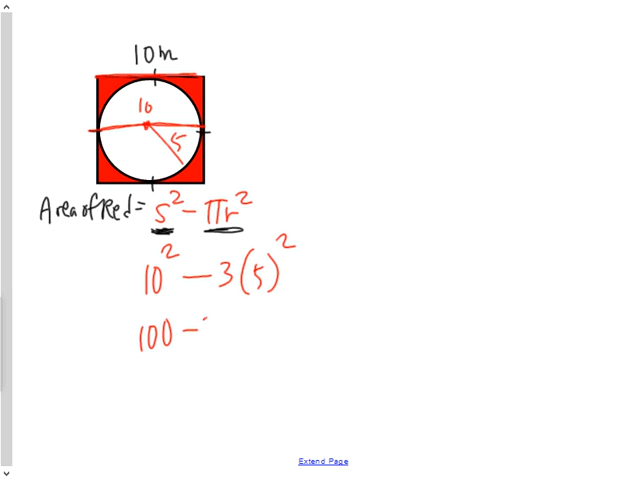 10m
10
5
Area of Red = s² - πr²
10² - 3(5)²
100 -
Extend Page